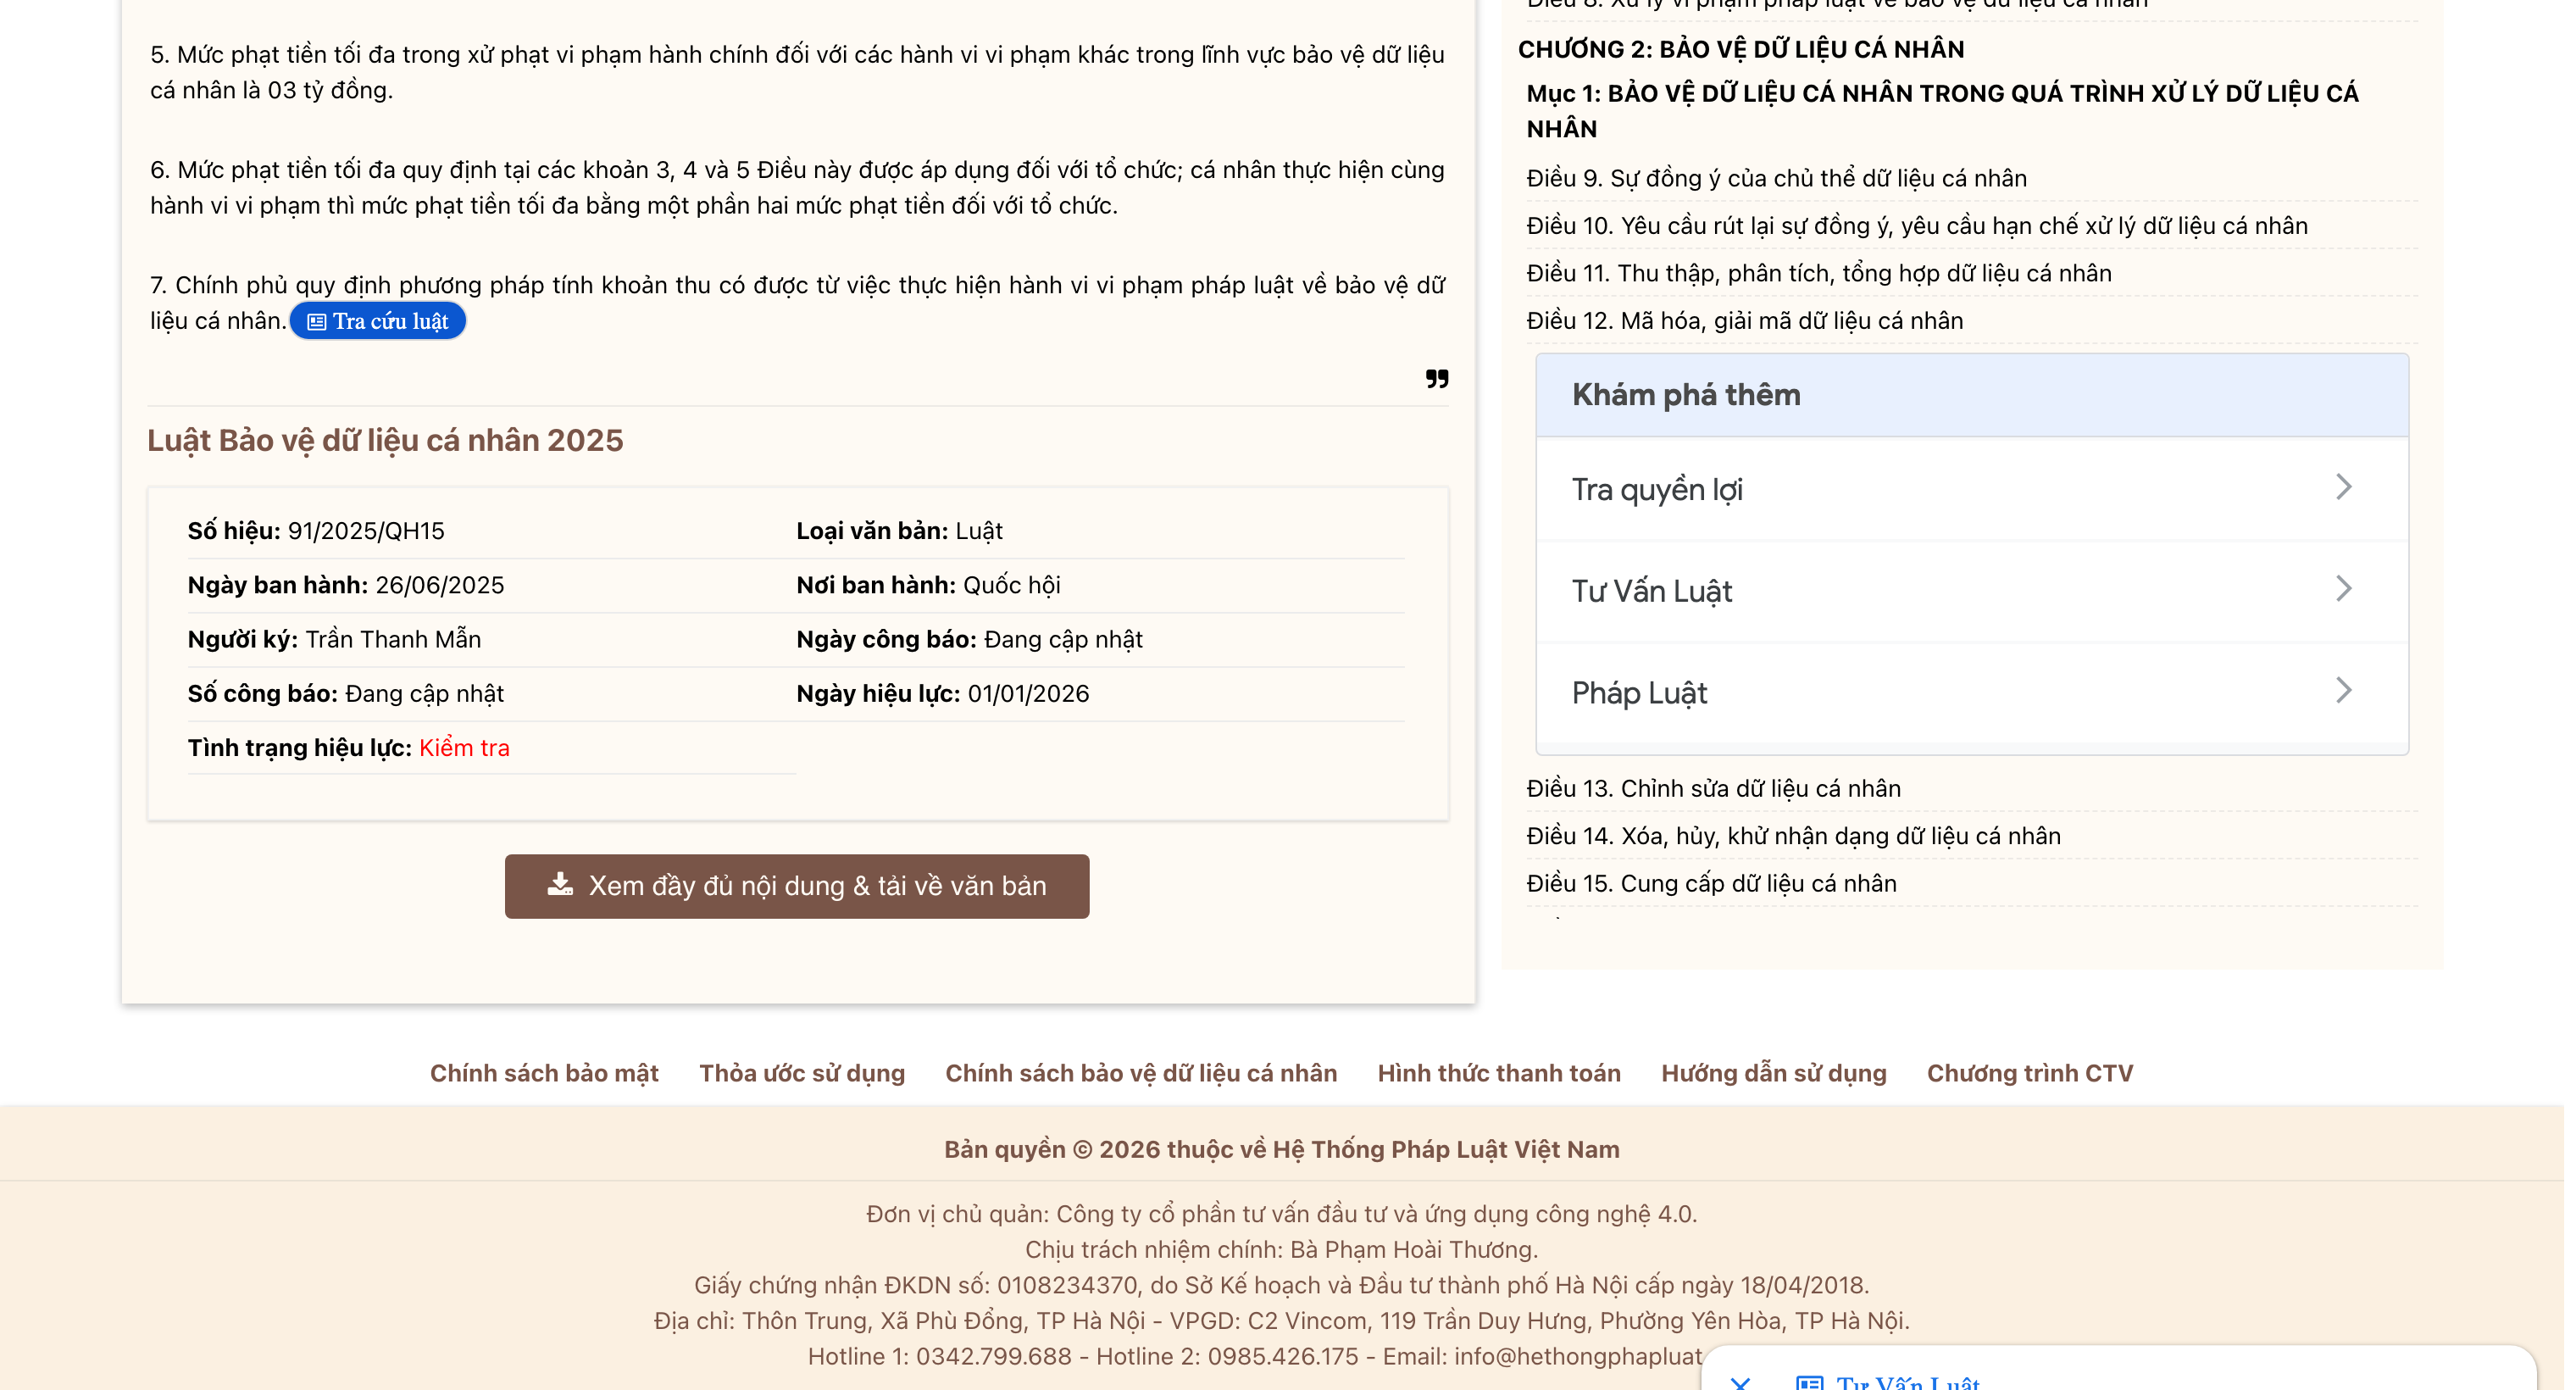 5. Mức phạt tiền tối đa trong xử phạt vi phạm hành chính đối với các hành vi vi phạm khác trong lĩnh vực bảo vệ dữ liệu
cá nhân là 03 tỷ đồng.
6. Mức phạt tiền tối đa quy định tại các khoản 3, 4 và 5 Điều này được áp dụng đối với tổ chức; cá nhân thực hiện cùng
hành vi vi phạm thì mức phạt tiền tối đa bằng một phần hai mức phạt tiền đối với tổ chức.
7. Chính phủ quy định phương pháp tính khoản thu có được từ việc thực hiện hành vi vi phạm pháp luật về bảo vệ dữ
liệu cá nhân. Tra cứu luật
Luật Bảo vệ dữ liệu cá nhân 2025
Số hiệu: 91/2025/QH15
Loại văn bản: Luật
Ngày ban hành: 26/06/2025
Nơi ban hành: Quốc hội
Người ký: Trần Thanh Mẫn
Ngày công báo: Đang cập nhật
Số công báo: Đang cập nhật
Ngày hiệu lực: 01/01/2026
Tình trạng hiệu lực: Kiểm tra
Xem đầy đủ nội dung & tải về văn bản
Điều 8. Xử lý vi phạm pháp luật về bảo vệ dữ liệu cá nhân
CHƯƠNG 2: BẢO VỆ DỮ LIỆU CÁ NHÂN
Mục 1: BẢO VỆ DỮ LIỆU CÁ NHÂN TRONG QUÁ TRÌNH XỬ LÝ DỮ LIỆU CÁ
NHÂN
Điều 9. Sự đồng ý của chủ thể dữ liệu cá nhân
Điều 10. Yêu cầu rút lại sự đồng ý, yêu cầu hạn chế xử lý dữ liệu cá nhân
Điều 11. Thu thập, phân tích, tổng hợp dữ liệu cá nhân
Điều 12. Mã hóa, giải mã dữ liệu cá nhân
Khám phá thêm
Tra quyền lợi
Tư Vấn Luật
Pháp Luật
Điều 13. Chỉnh sửa dữ liệu cá nhân
Điều 14. Xóa, hủy, khử nhận dạng dữ liệu cá nhân
Điều 15. Cung cấp dữ liệu cá nhân
Chính sách bảo mật
Thỏa ước sử dụng
Chính sách bảo vệ dữ liệu cá nhân
Hình thức thanh toán
Hướng dẫn sử dụng
Chương trình CTV
Bản quyền © 2026 thuộc về Hệ Thống Pháp Luật Việt Nam
Đơn vị chủ quản: Công ty cổ phần tư vấn đầu tư và ứng dụng công nghệ 4.0.
Chịu trách nhiệm chính: Bà Phạm Hoài Thương.
Giấy chứng nhận ĐKDN số: 0108234370, do Sở Kế hoạch và Đầu tư thành phố Hà Nội cấp ngày 18/04/2018.
Địa chỉ: Thôn Trung, Xã Phù Đổng, TP Hà Nội - VPGD: C2 Vincom, 119 Trần Duy Hưng, Phường Yên Hòa, TP Hà Nội.
Hotline 1: 0342.799.688 - Hotline 2: 0985.426.175 - Email: info@hethongphapluat
Tư Vấn Luật